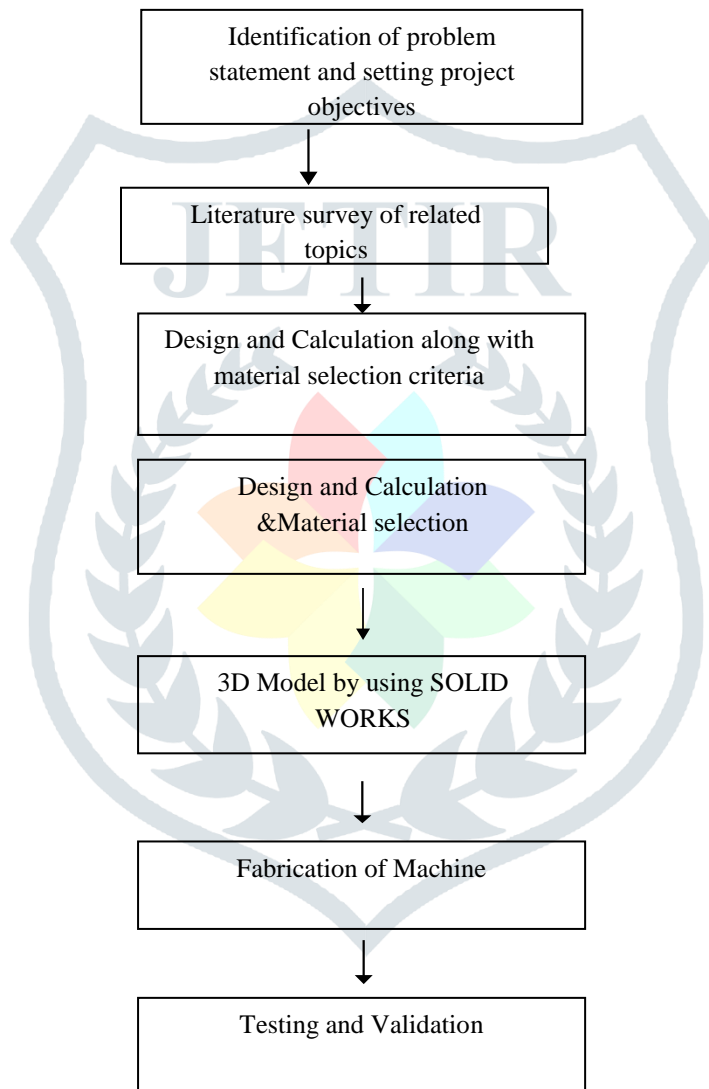 Identification of problem
statement and setting project
objectives
JETIR
Literature survey of related
topics
Design and Calculation along with
material selection criteria
Design and Calculation
&Material selection
3D Model by using SOLID
WORKS
Fabrication of Machine
Testing and Validation